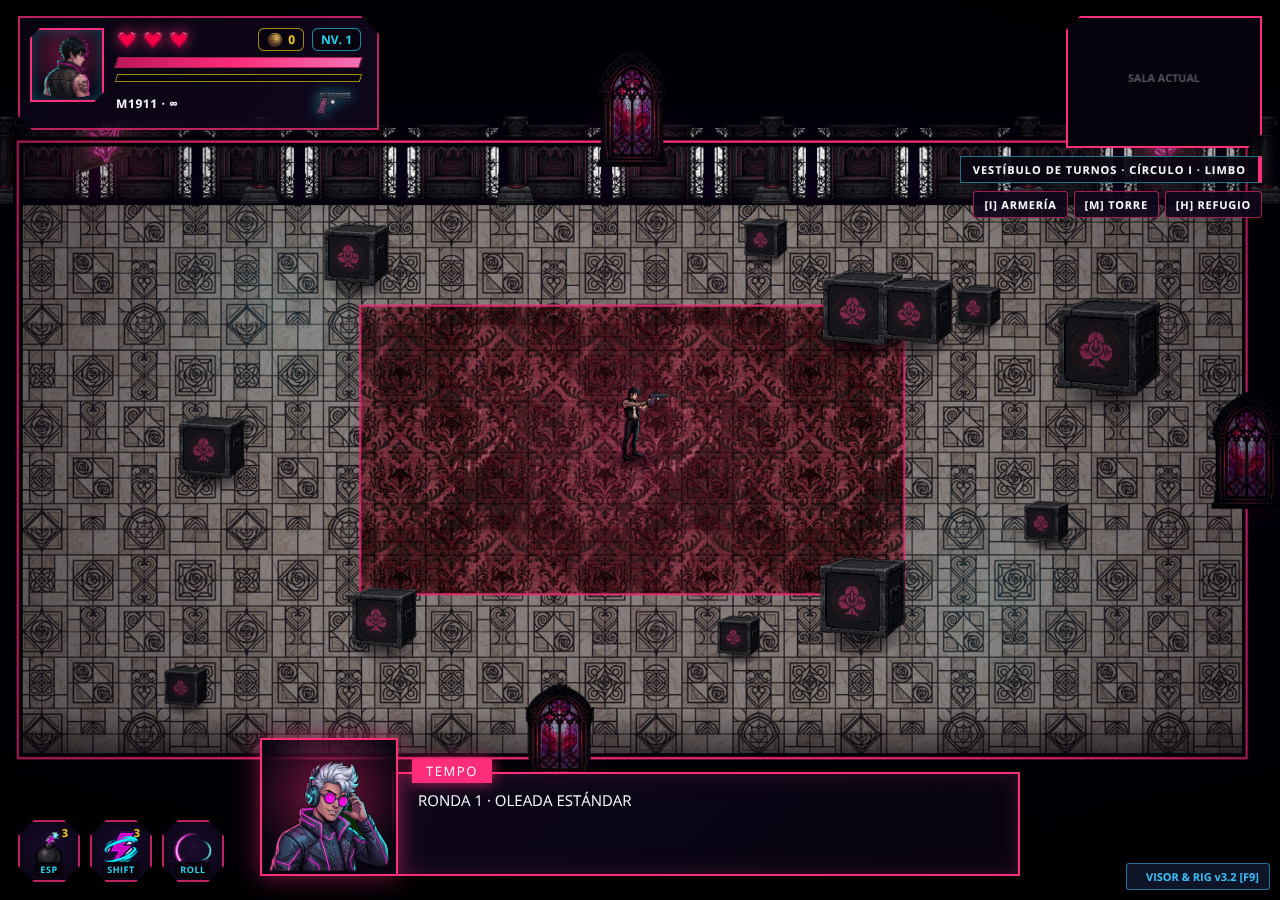 0
NV. 1
M1911 · ∞
SALA ACTUAL
VESTÍBULO DE TURNOS · CÍRCULO I · LIMBO
[I] ARMERÍA
[M] TORRE
[H] REFUGIO
TEMPO
RONDA 1 · OLEADA ESTÁNDAR
3
ESP
3
SHIFT
ROLL
VISOR & RIG v3.2 [F9]